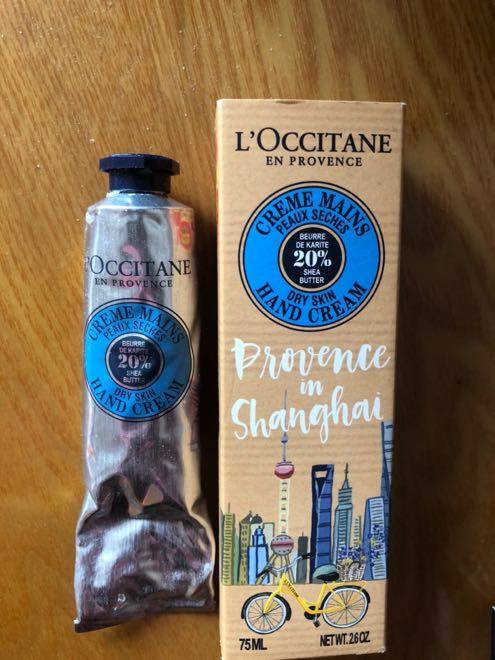 L'OCCITANE
EN PROVENCE
CREME MAINS
PEAUX SECHES
BEURRE
DE KARITE
20%
SHEA
BUTTER
DRY SKIN
HAND CREAM
L'OCCITANE
EN PROVENCE
CREME MAINS
PEAUX SECHES
BEURRE
DE KARITE
20%
SHEA
BUTTER
DRY SKIN
HAND CREAM
Provence
in
Shanghai
75ML
NET WT. 2.6 OZ.